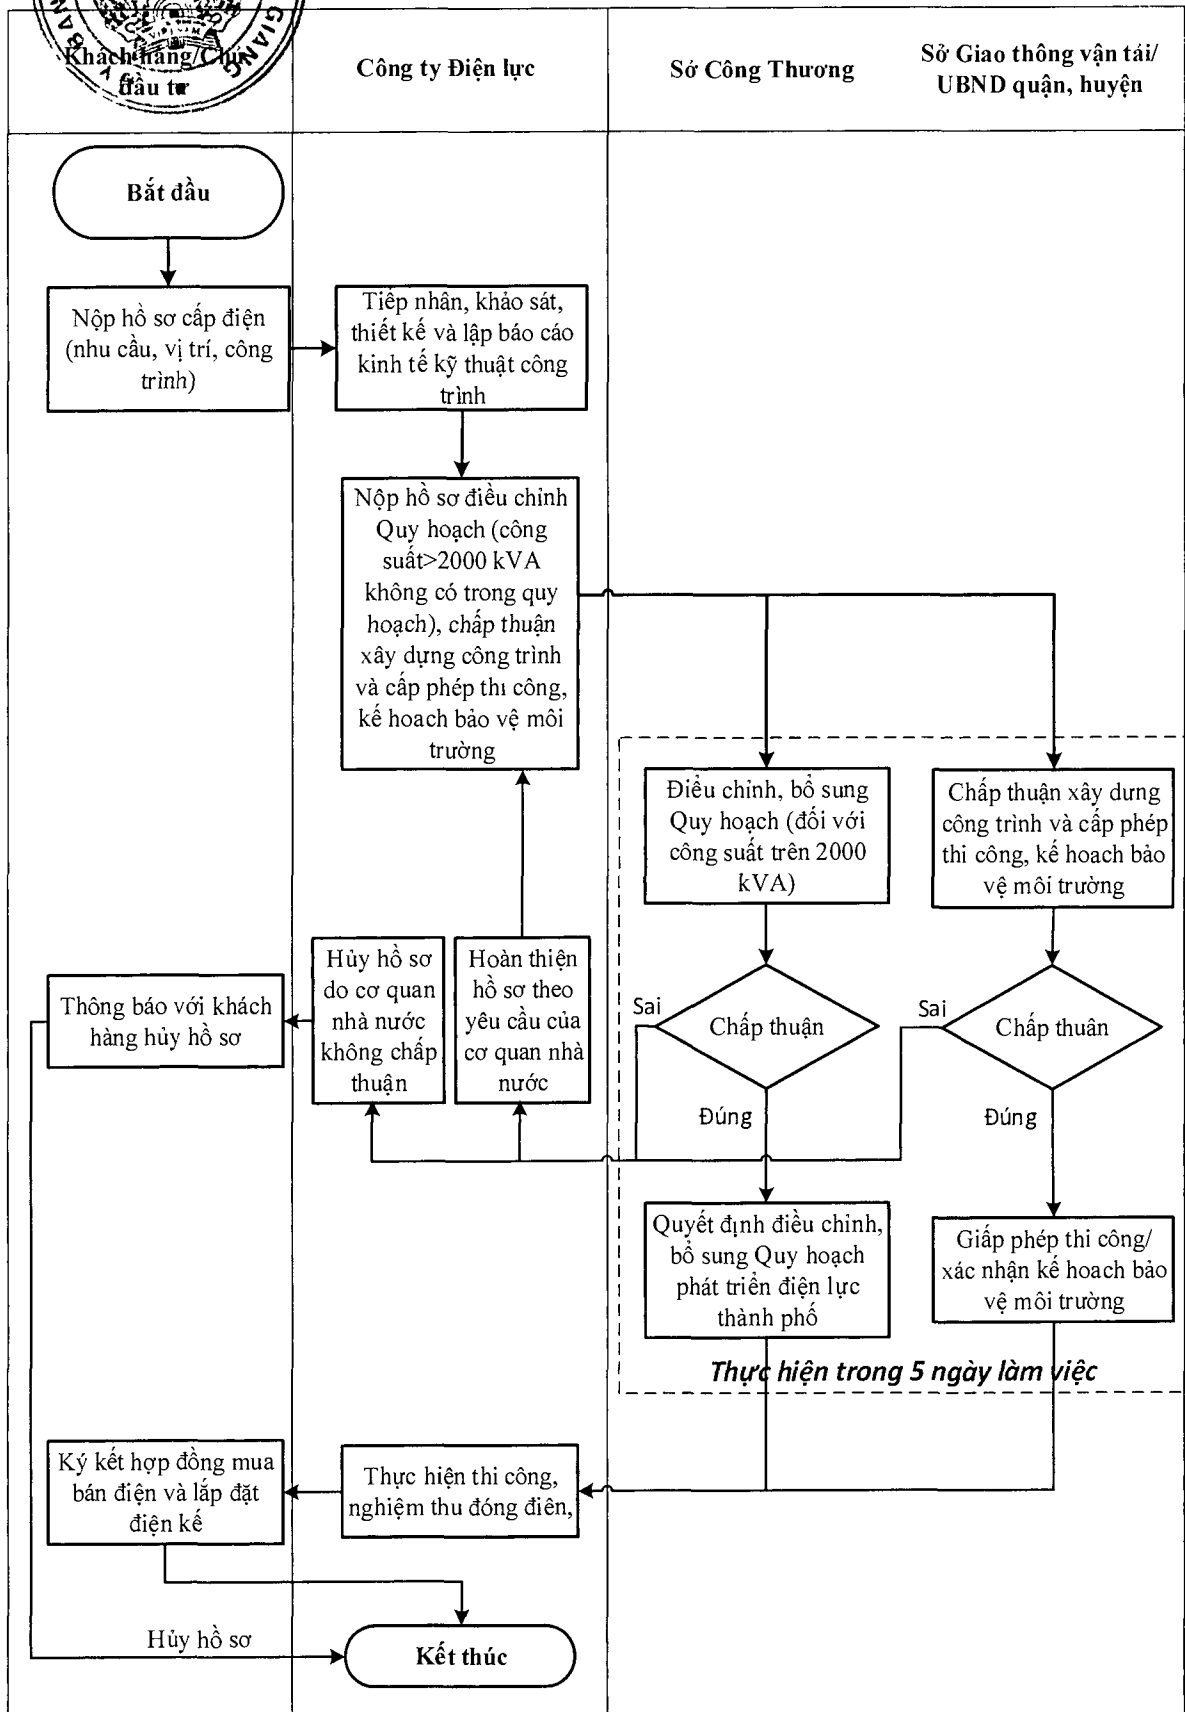 GIANG
Khách hàng/Chủ
đầu tư
Công ty Điện lực
Sở Công Thương
Sở Giao thông vận tái/
UBND quận, huyện
Bắt đầu
Nộp hồ sơ cấp điện
(nhu cầu, vị trí, công
trình)
Tiếp nhân, khảo sát,
thiết kế và lập báo cáo
kinh tế kỹ thuật công
trình
Nộp hồ sơ điều chỉnh
Quy hoạch (công
suất>2000 kVA
không có trong quy
hoạch), chấp thuận
xây dựng công trình
và cấp phép thi công,
kế hoach bảo vệ môi
trường
Điều chỉnh, bổ sung
Quy hoạch (đối với
công suất trên 2000
kVA)
Chấp thuận xây dưng
công trình và cấp phép
thi công, kế hoach bảo
vệ môi trường
Thông báo với khách
hàng hủy hồ sơ
Hủy hồ sơ
do cơ quan
nhà nước
không chấp
thuận
Hoàn thiện
hồ sơ theo
yêu cầu của
cơ quan nhà
nước
Sai
Chấp thuận
Sai
Chấp thuân
Đúng
Đúng
Quyết định điều chỉnh,
bổ sung Quy hoạch
phát triển điện lực
thành phố
Giấp phép thi công/
xác nhận kế hoach bảo
vệ môi trường
Thực hiện trong 5 ngày làm việc
Ký kết hợp đồng mua
bán điện và lắp đặt
điện kế
Thực hiện thi công,
nghiệm thu đóng điên,
Hủy hồ sơ
Kết thúc